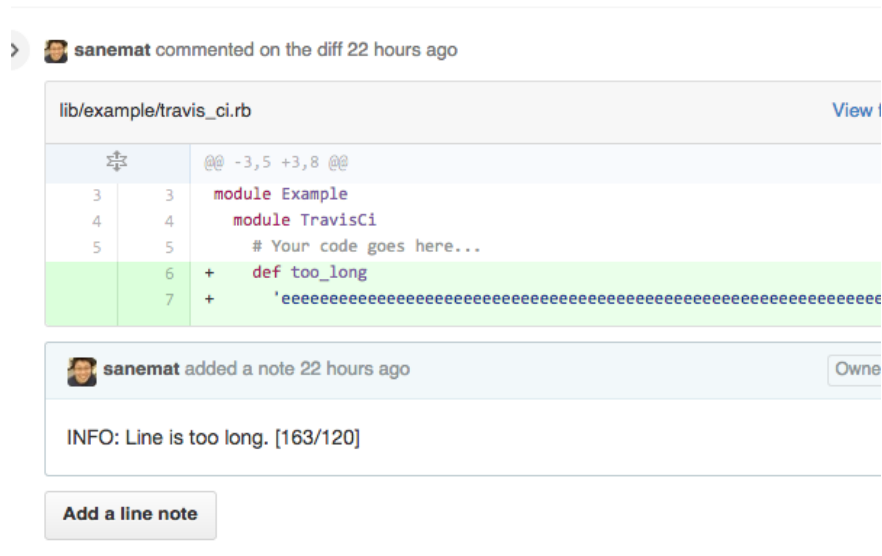 sanemat commented on the diff 22 hours ago
lib/example/travis_ci.rb View
@@ -3,5 +3,8 @@
3 3 module Example
4 4 module TravisCi
5 5 # Your code goes here...
6 + def too_long
7 + 'eeeeeeeeeeeeeeeeeeeeeeeeeeeeeeeeeeeeeeeeeeeeeeeeeeeeeeeeeeeeeee
sanemat added a note 22 hours ago
INFO: Line is too long. [163/120]
Add a line note